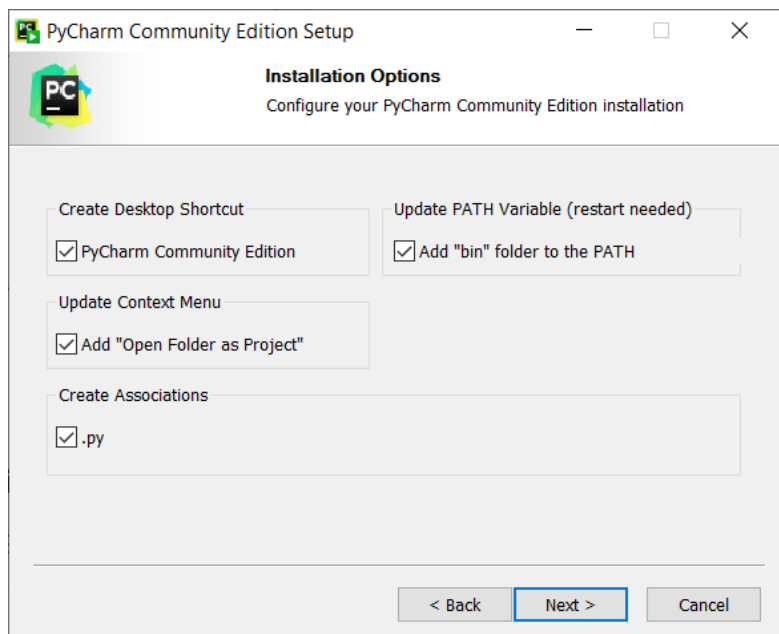 PyCharm Community Edition Setup
PC
Installation Options
Configure your PyCharm Community Edition installation
Create Desktop Shortcut
PyCharm Community Edition
Update PATH Variable (restart needed)
Add "bin" folder to the PATH
Update Context Menu
Add "Open Folder as Project"
Create Associations
.py
< Back
Next >
Cancel